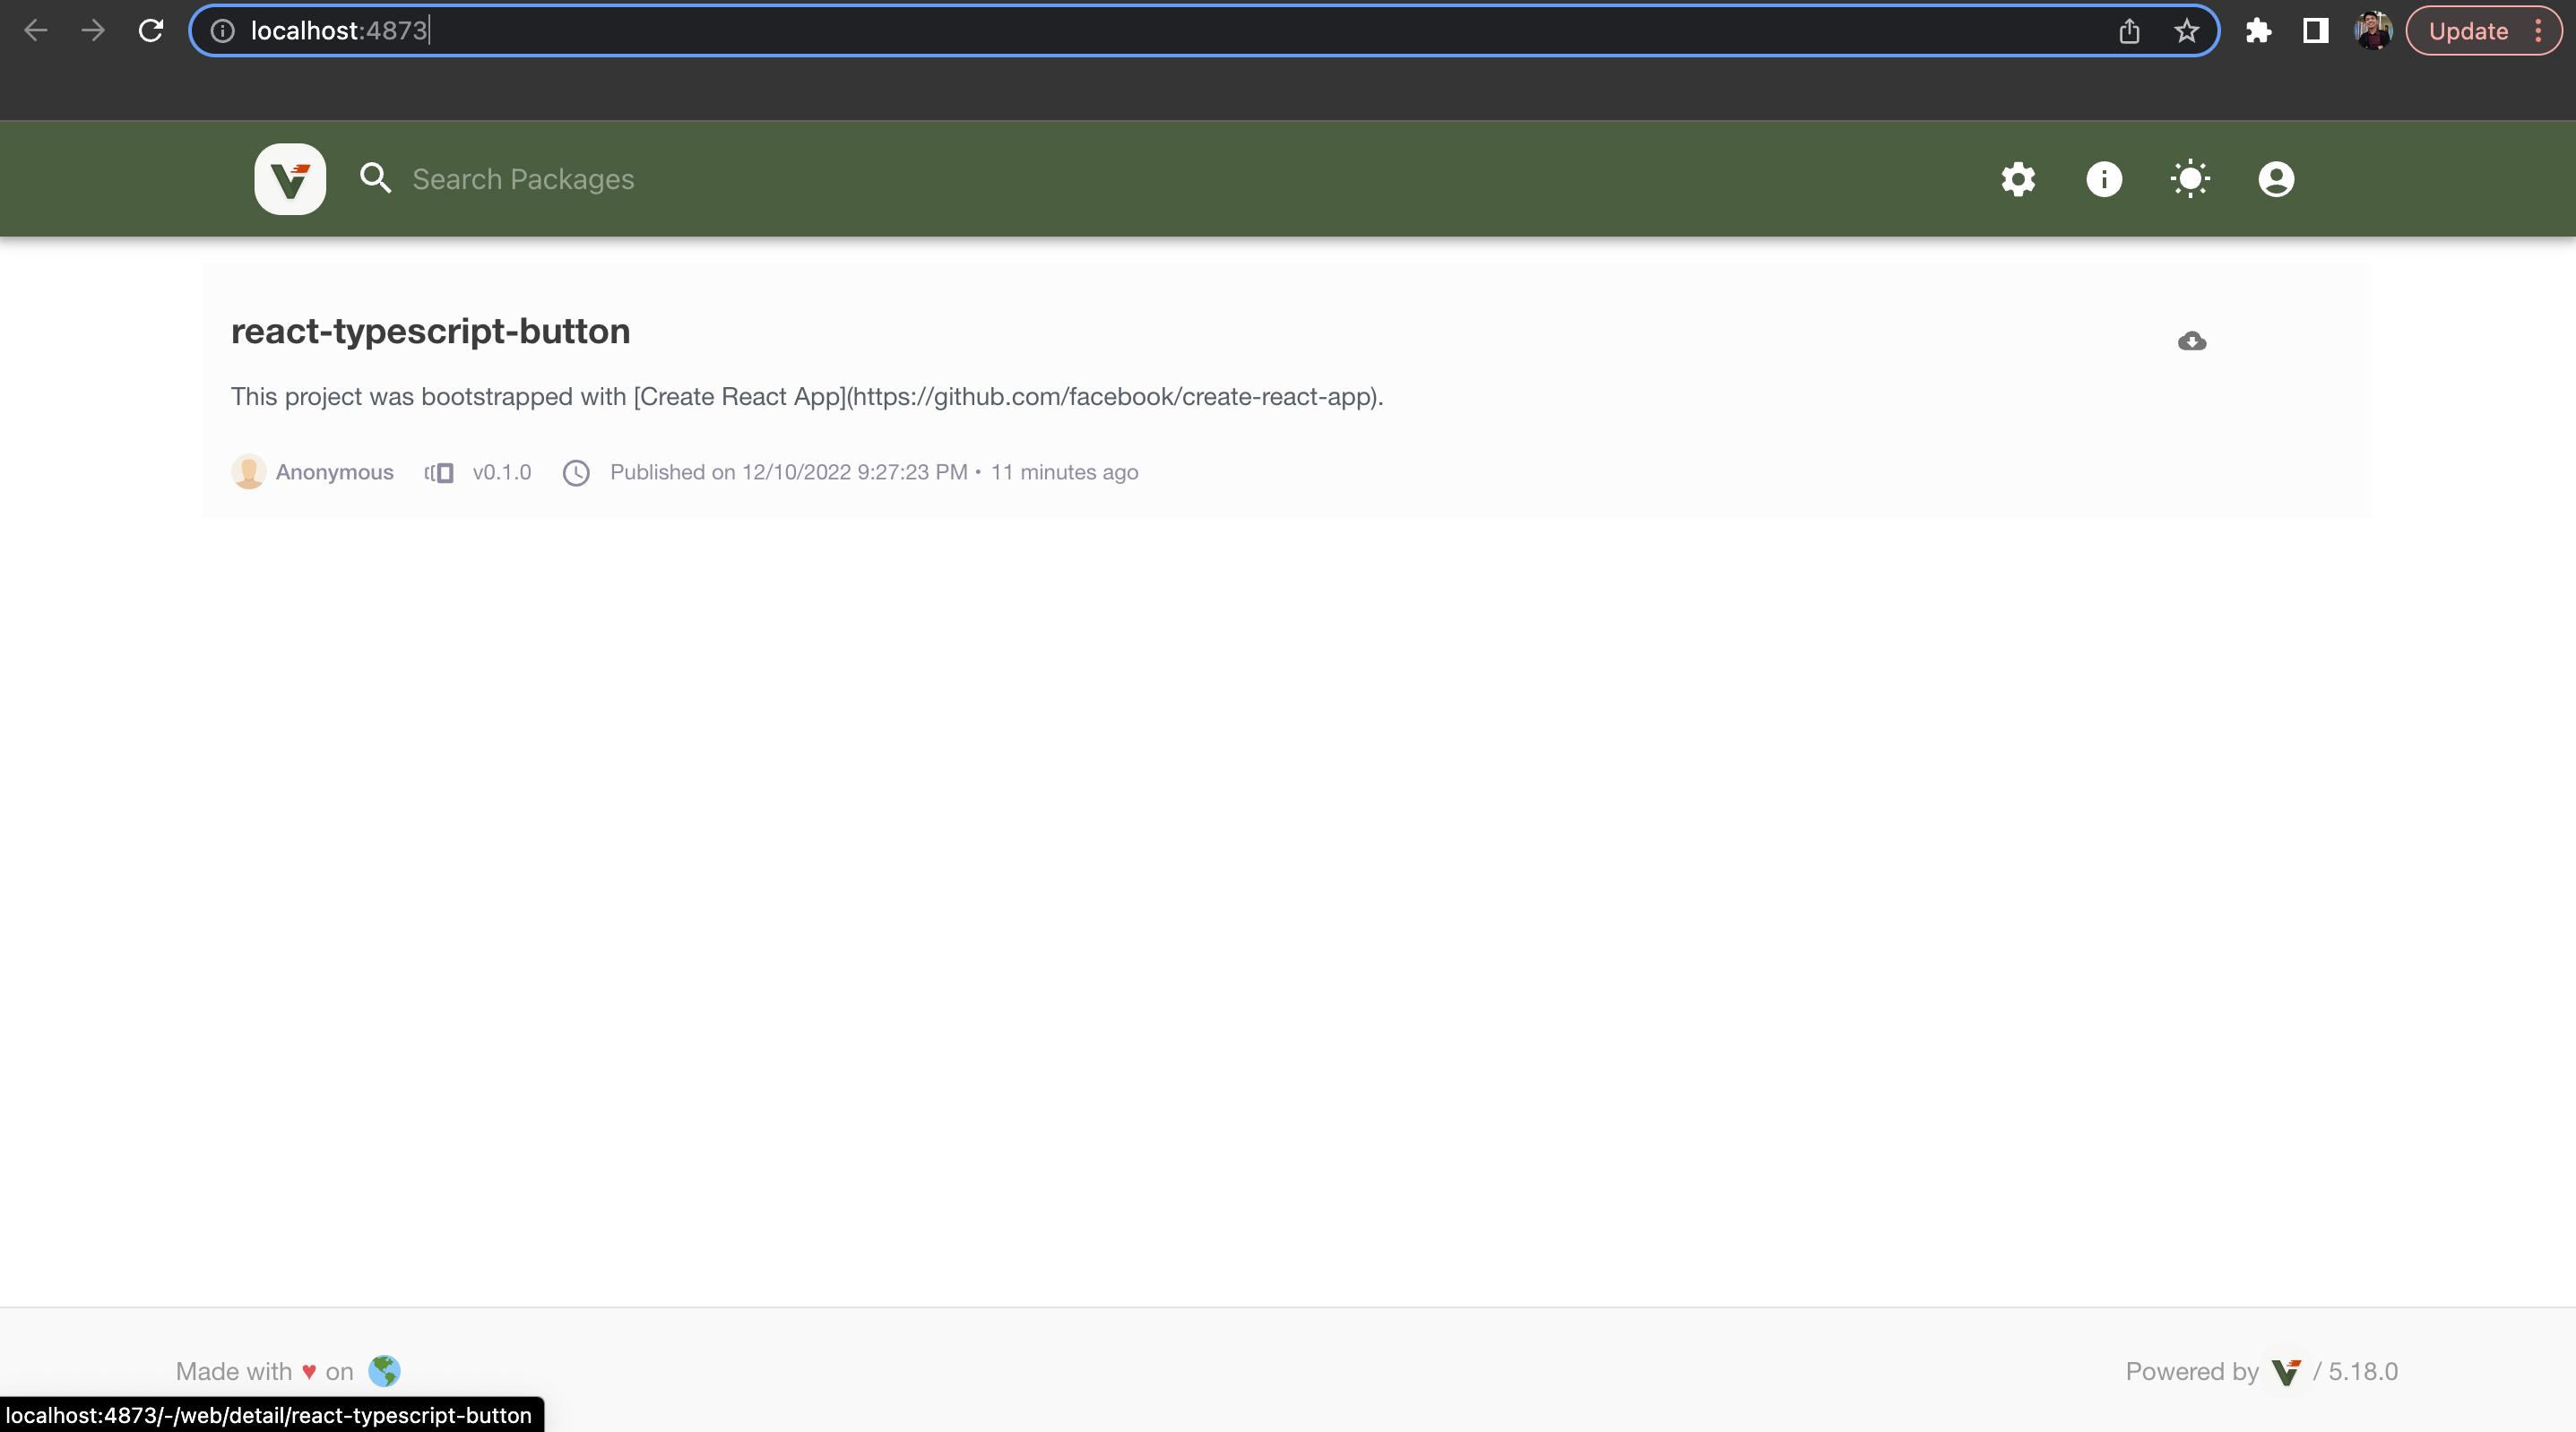 localhost:4873
Update
Search Packages
react-typescript-button
This project was bootstrapped with [Create React App](https://github.com/facebook/create-react-app).
Anonymous v0.1.0 Published on 12/10/2022 9:27:23 PM • 11 minutes ago
Made with ♥ on
Powered by / 5.18.0
localhost:4873/-/web/detail/react-typescript-button